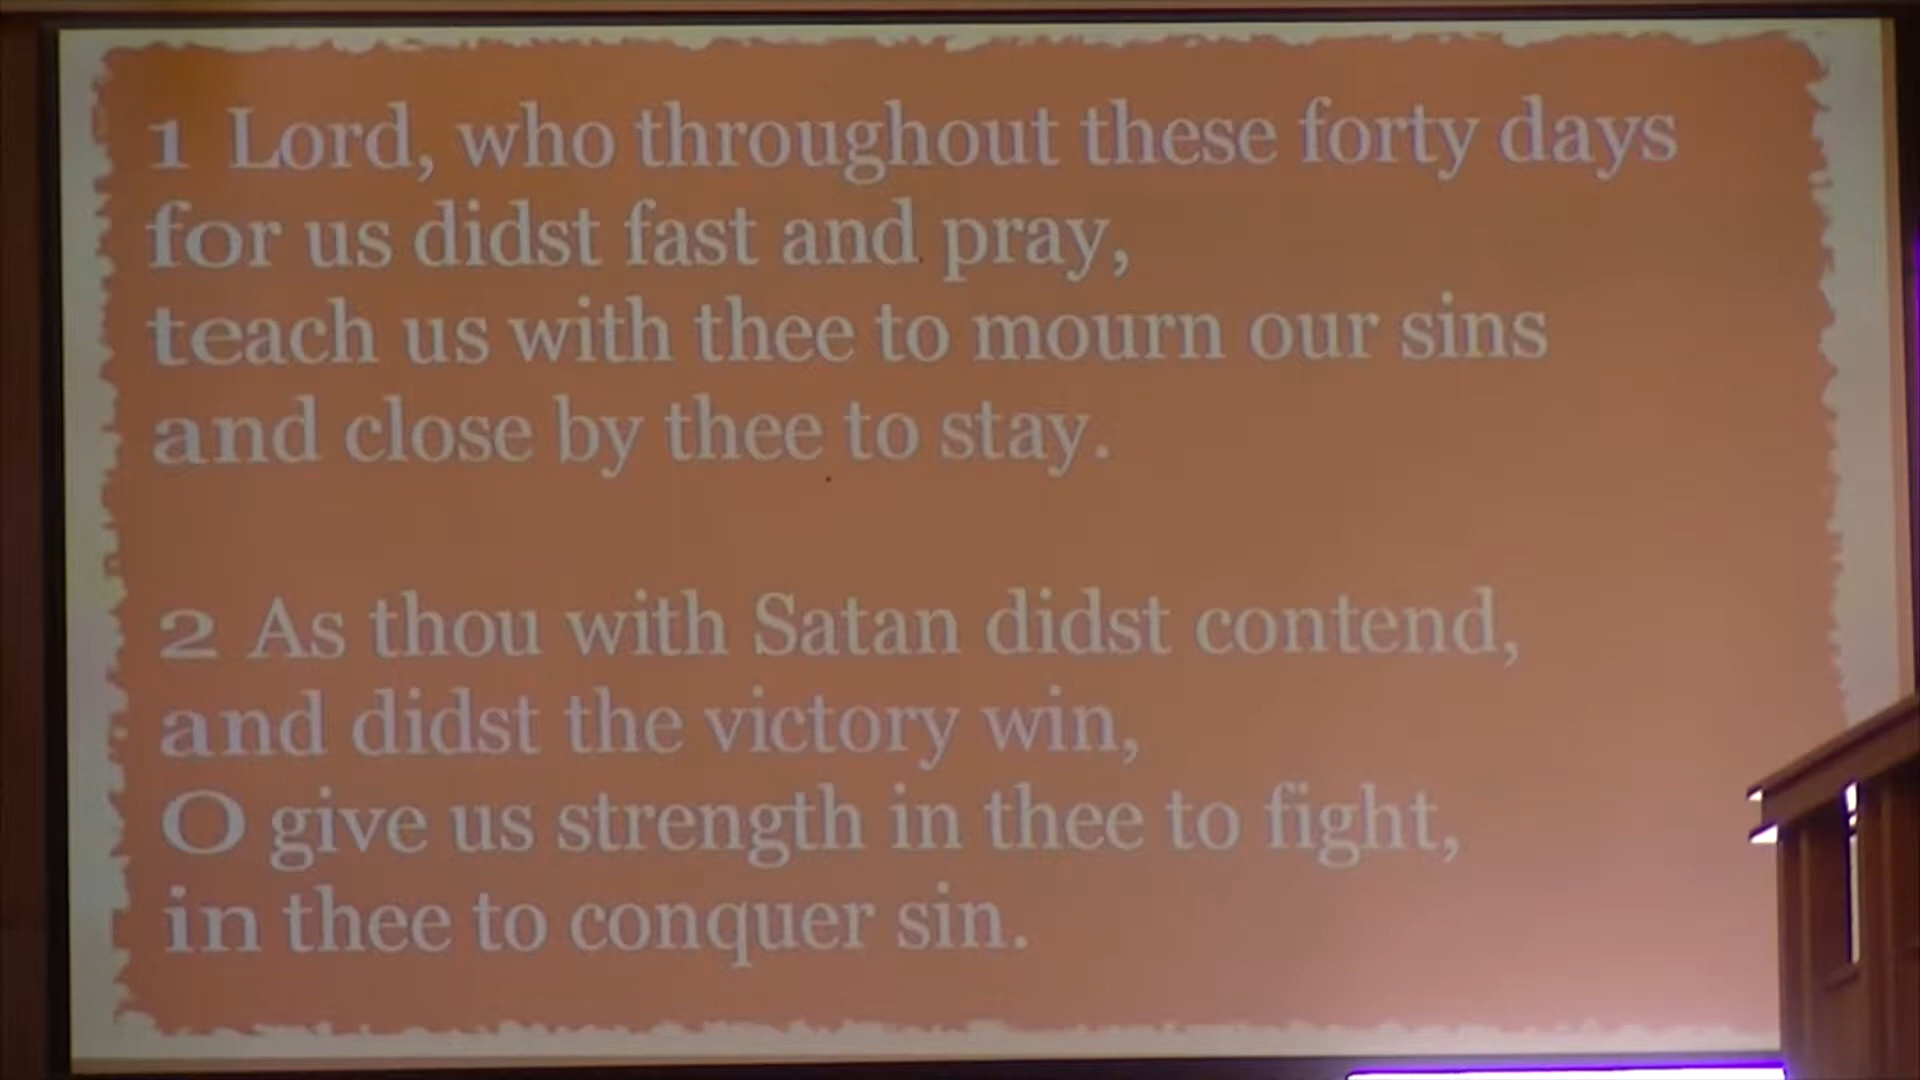 1 Lord, who throughout these forty days
for us didst fast and pray,
teach us with thee to mourn our sins
and close by thee to stay.
2 As thou with Satan didst contend,
and didst the victory win,
O give us strength in thee to fight,
in thee to conquer sin.